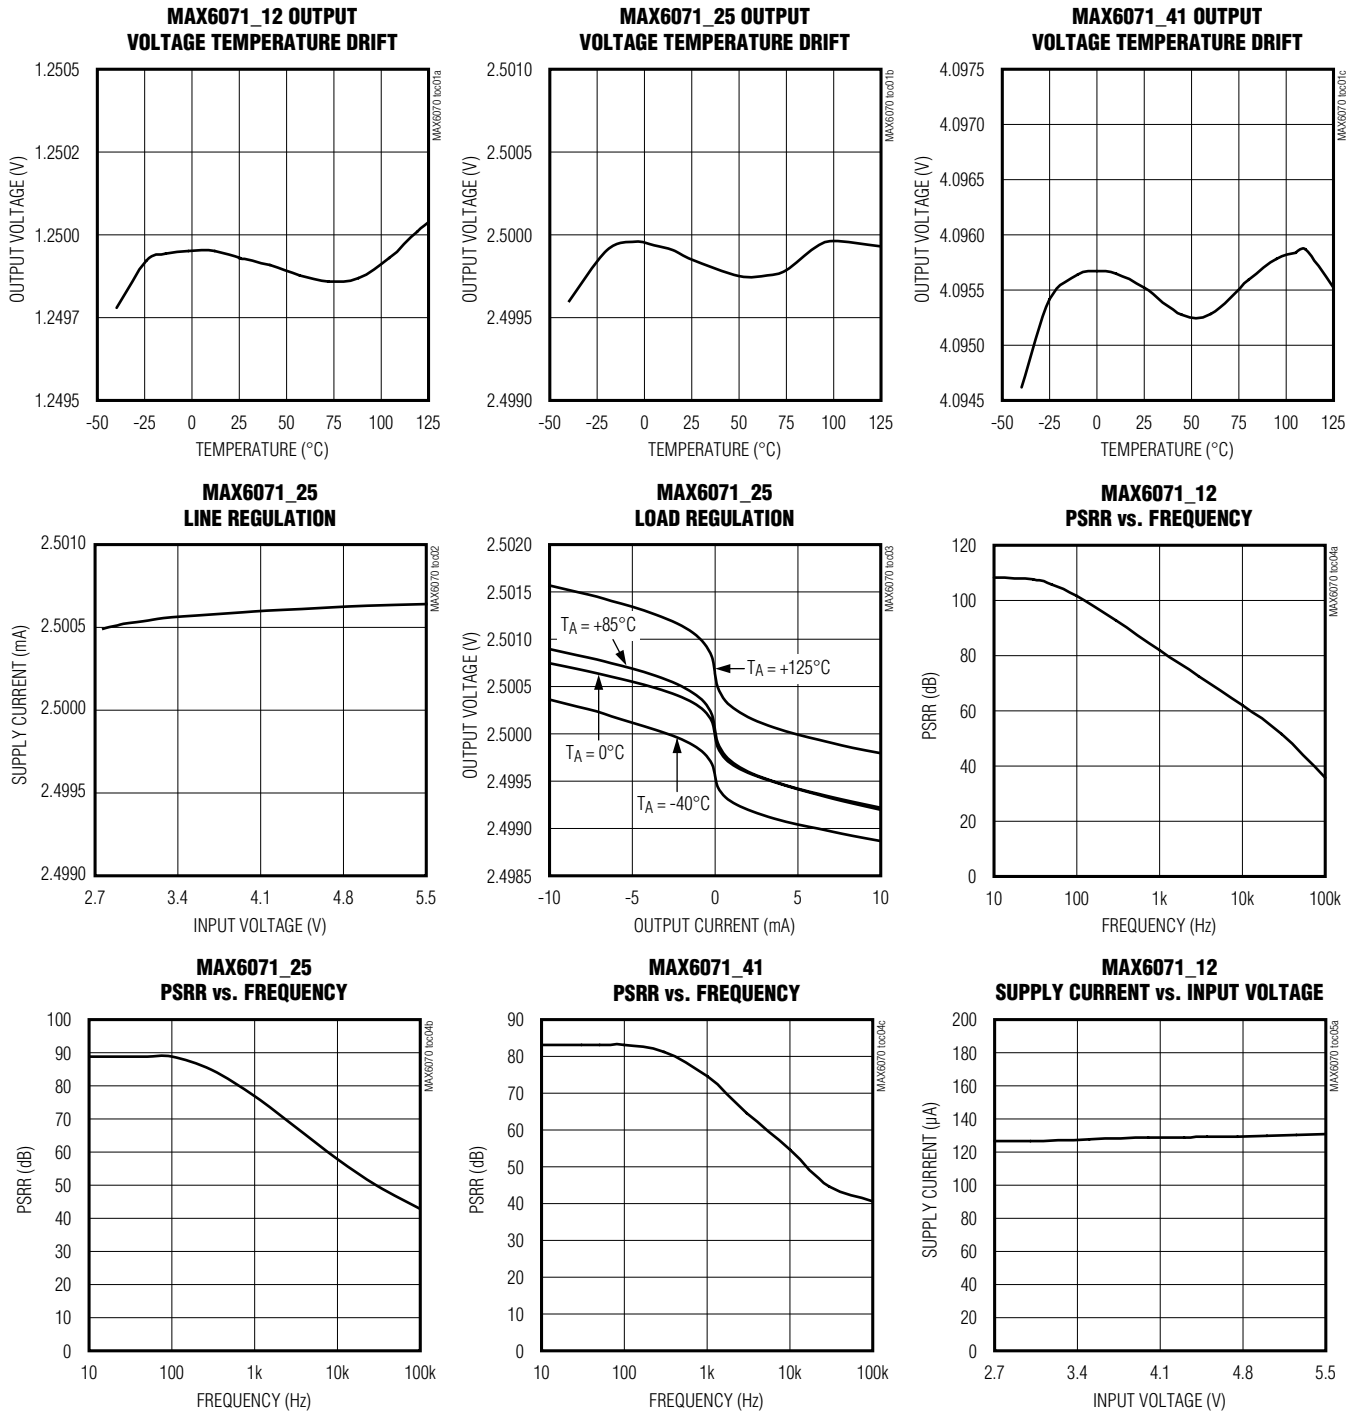 MAX6071_12 OUTPUT
VOLTAGE TEMPERATURE DRIFT
1.2505
1.2502
1.2500
1.2497
1.2495
OUTPUT VOLTAGE (V)
-50 -25 0 25 50 75 100 125
TEMPERATURE (°C)
MAX6070 toc01a
MAX6071_25 OUTPUT
VOLTAGE TEMPERATURE DRIFT
2.5010
2.5005
2.5000
2.4995
2.4990
OUTPUT VOLTAGE (V)
-50 -25 0 25 50 75 100 125
TEMPERATURE (°C)
MAX6070 toc01b
MAX6071_41 OUTPUT
VOLTAGE TEMPERATURE DRIFT
4.0975
4.0970
4.0965
4.0960
4.0955
4.0950
4.0945
OUTPUT VOLTAGE (V)
-50 -25 0 25 50 75 100 125
TEMPERATURE (°C)
MAX6070 toc01c
MAX6071_25
LINE REGULATION
2.5010
2.5005
2.5000
2.4995
2.4990
SUPPLY CURRENT (mA)
2.7 3.4 4.1 4.8 5.5
INPUT VOLTAGE (V)
MAX6070 toc02
MAX6071_25
LOAD REGULATION
2.5020
2.5015
2.5010
2.5005
2.5000
2.4995
2.4990
2.4985
OUTPUT VOLTAGE (V)
TA = +85°C
TA = +125°C
TA = 0°C
TA = -40°C
-10 -5 0 5 10
OUTPUT CURRENT (mA)
MAX6070 toc03
MAX6071_12
PSRR vs. FREQUENCY
120
100
80
60
40
20
0
PSRR (dB)
10 100 1k 10k 100k
FREQUENCY (Hz)
MAX6070 toc04a
MAX6071_25
PSRR vs. FREQUENCY
100
90
80
70
60
50
40
30
20
10
0
PSRR (dB)
10 100 1k 10k 100k
FREQUENCY (Hz)
MAX6070 toc04b
MAX6071_41
PSRR vs. FREQUENCY
90
80
70
60
50
40
30
20
10
0
PSRR (dB)
10 100 1k 10k 100k
FREQUENCY (Hz)
MAX6070 toc04c
MAX6071_12
SUPPLY CURRENT vs. INPUT VOLTAGE
200
180
160
140
120
100
80
60
40
20
0
SUPPLY CURRENT (µA)
2.7 3.4 4.1 4.8 5.5
INPUT VOLTAGE (V)
MAX6070 toc05a